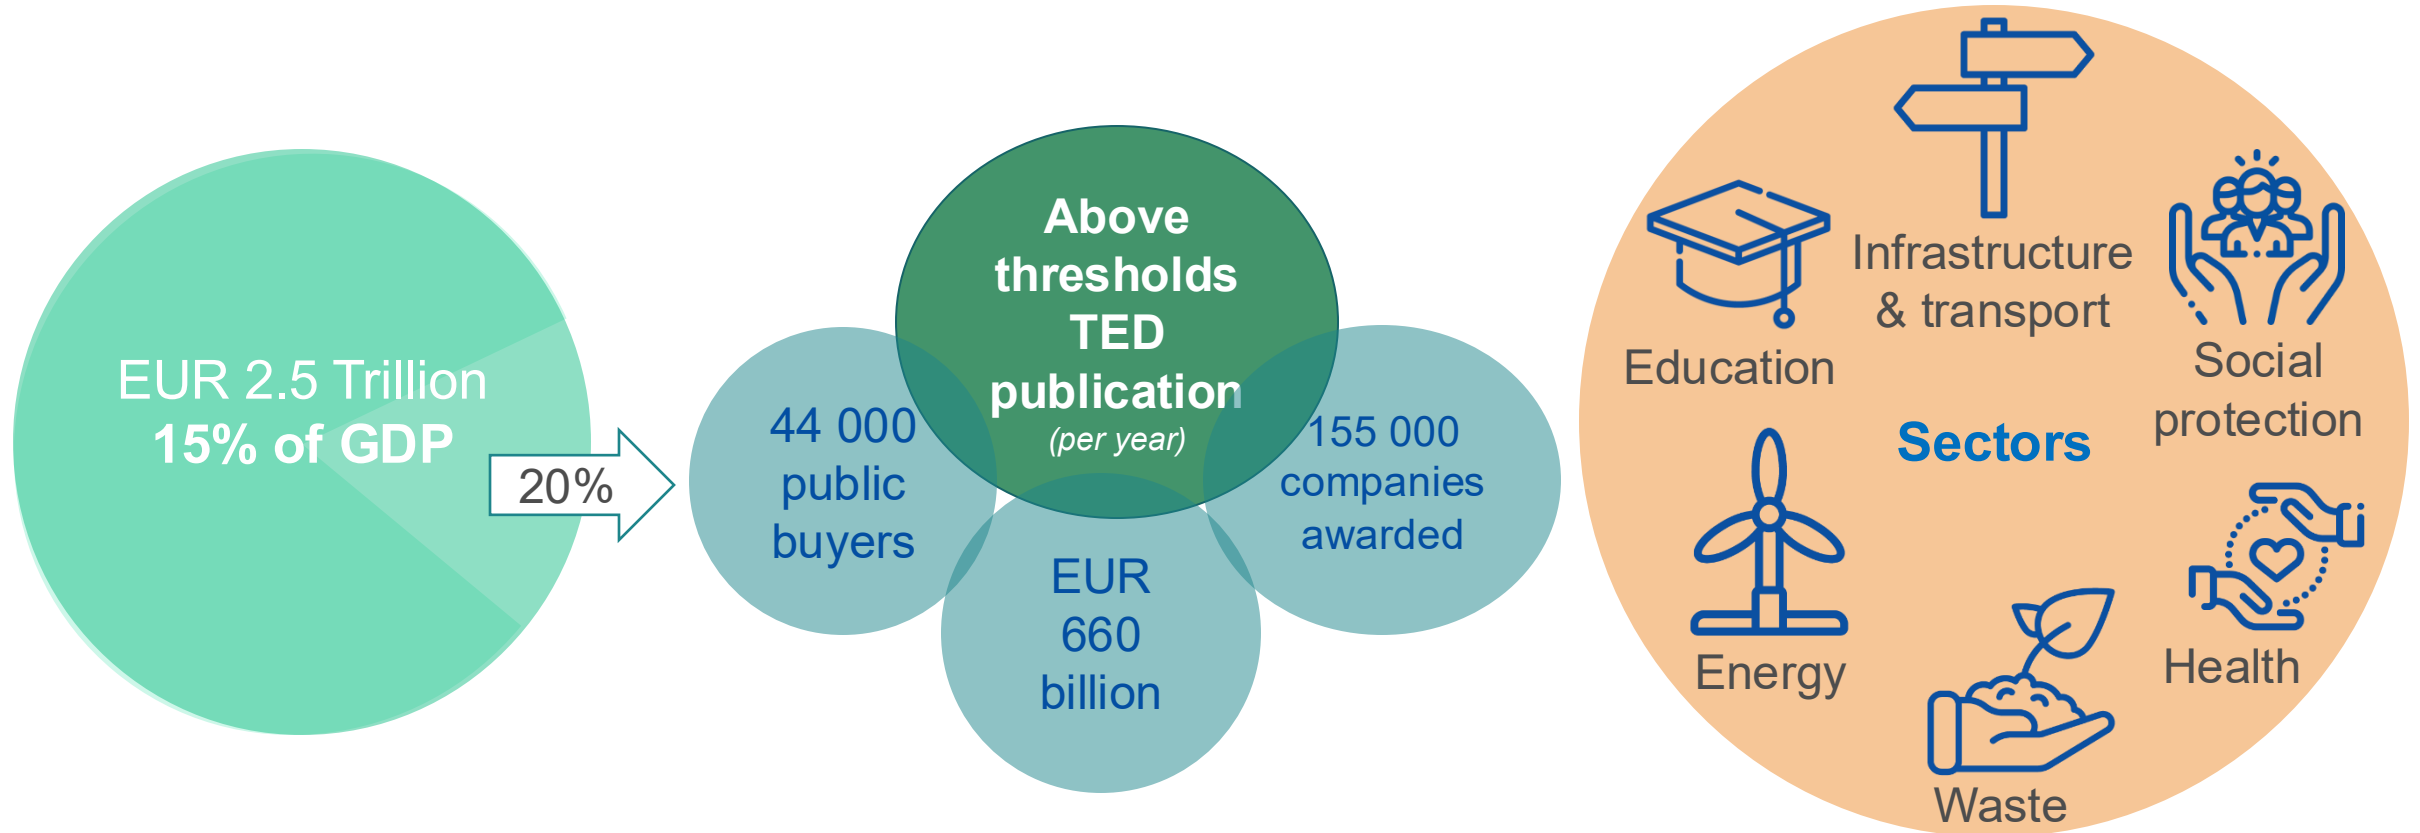 EUR 2.5 Trillion
15% of GDP
20%
Above
thresholds
TED
publication
(per year)
44 000
public
buyers
EUR
660
billion
155 000
companies
awarded
Infrastructure
& transport
Education
Social
protection
Sectors
Energy
Health
Waste